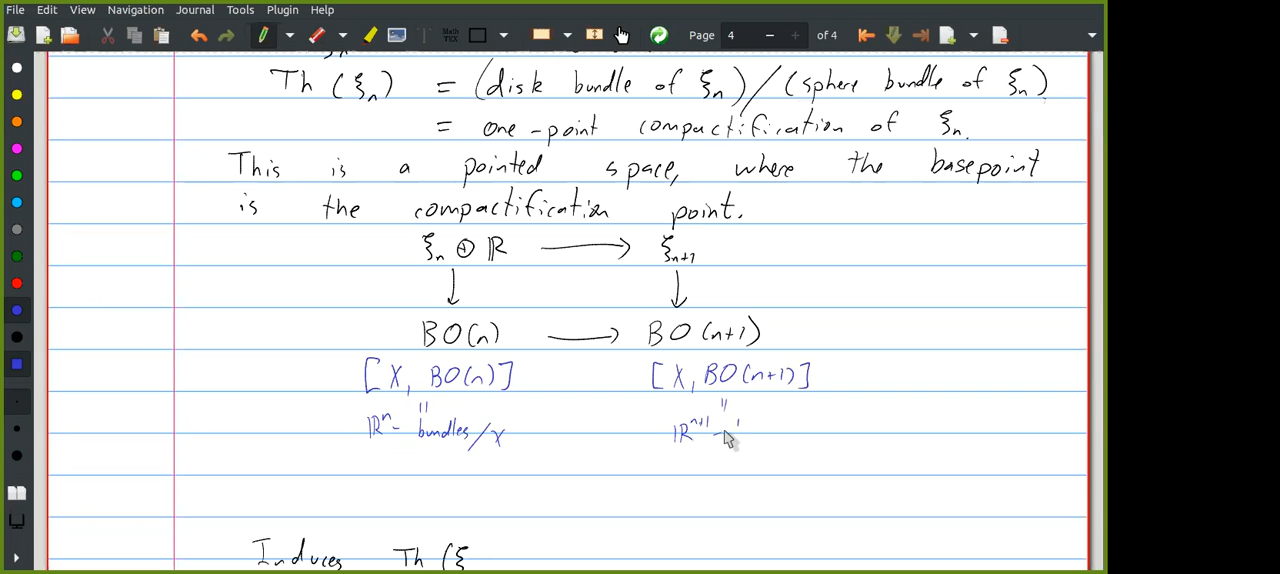 File Edit View Navigation Journal Tools Plugin Help
Page 4 of 4
Th (ξₙ) = (disk bundle of ξₙ)/(sphere bundle of ξₙ)
= one-point compactification of ξₙ.
This is a pointed space, where the basepoint
is the compactification point.
ξₙ ⊕ ℝ ⟶ ξₙ₊₁
↓ ↓
BO(n) ⟶ BO(n+1)
[X, BO(n)] [X, BO(n+1)]
" "
ℝⁿ- bundles/X ℝⁿ⁺¹ -
Induces Th (ξ